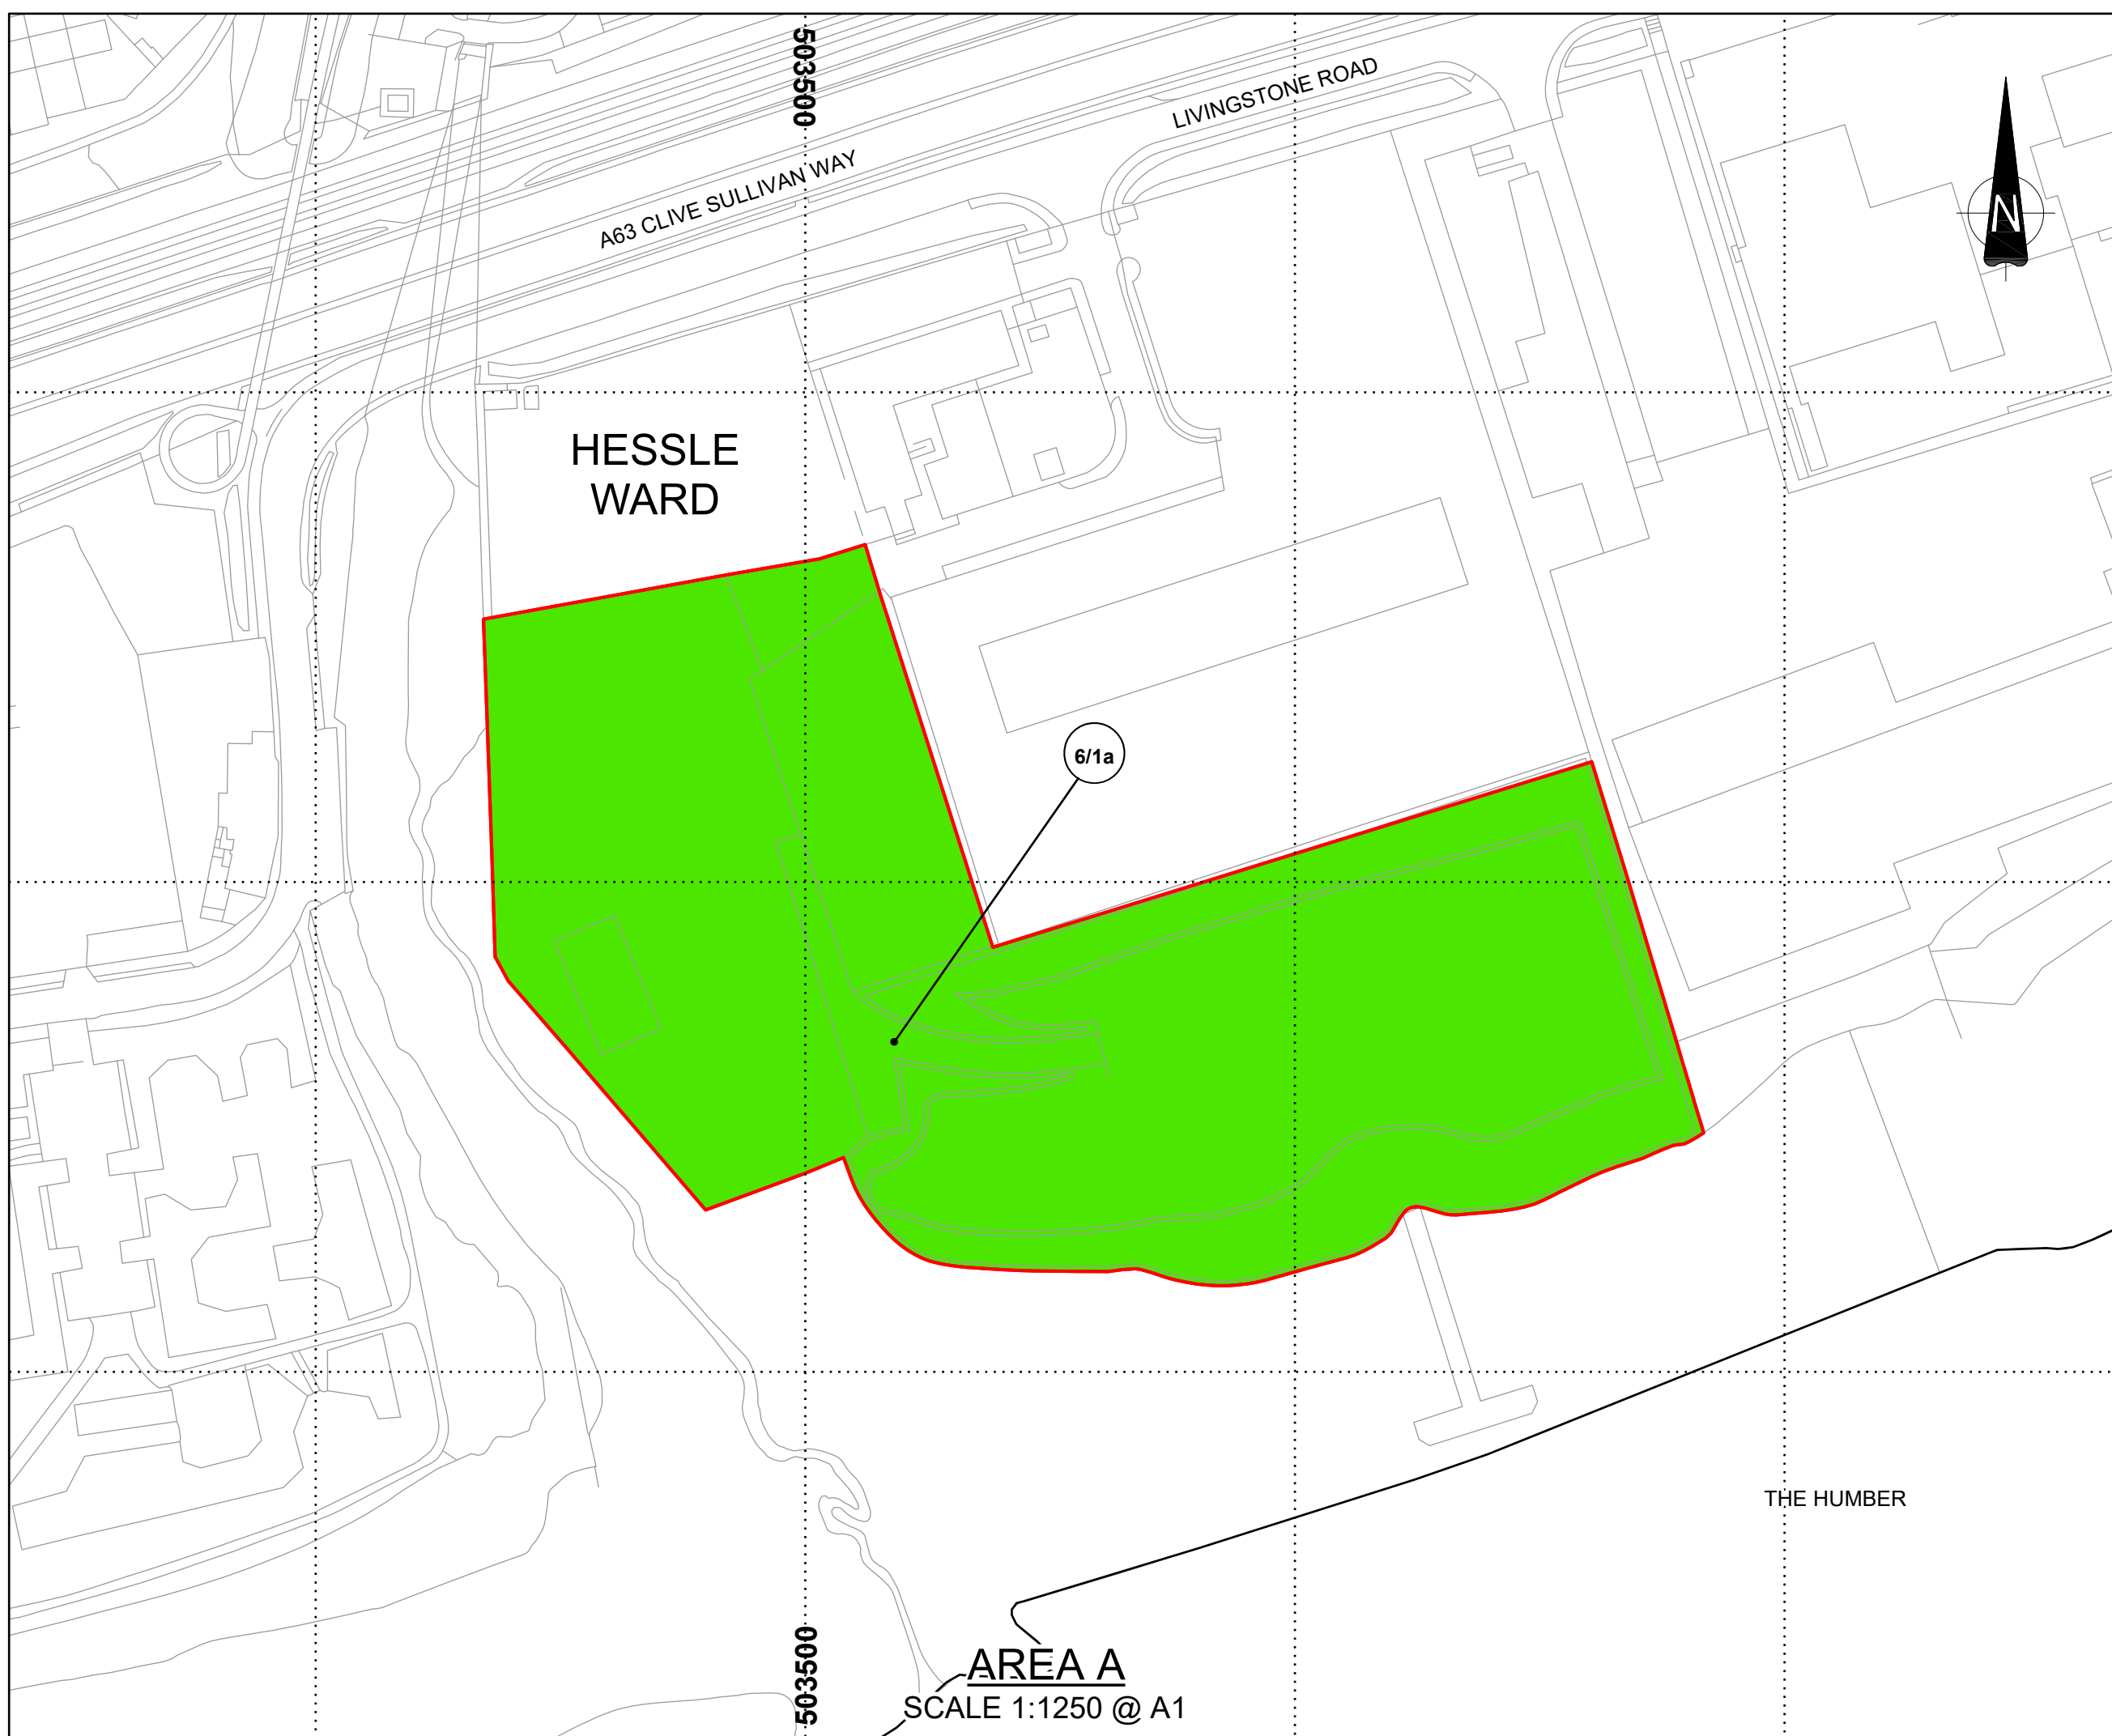 503500
LIVINGSTONE ROAD
A63 CLIVE SULLIVAN WAY
N
HESSLE
WARD
6/1a
THE HUMBER
503500
AREA A
SCALE 1:1250 @ A1